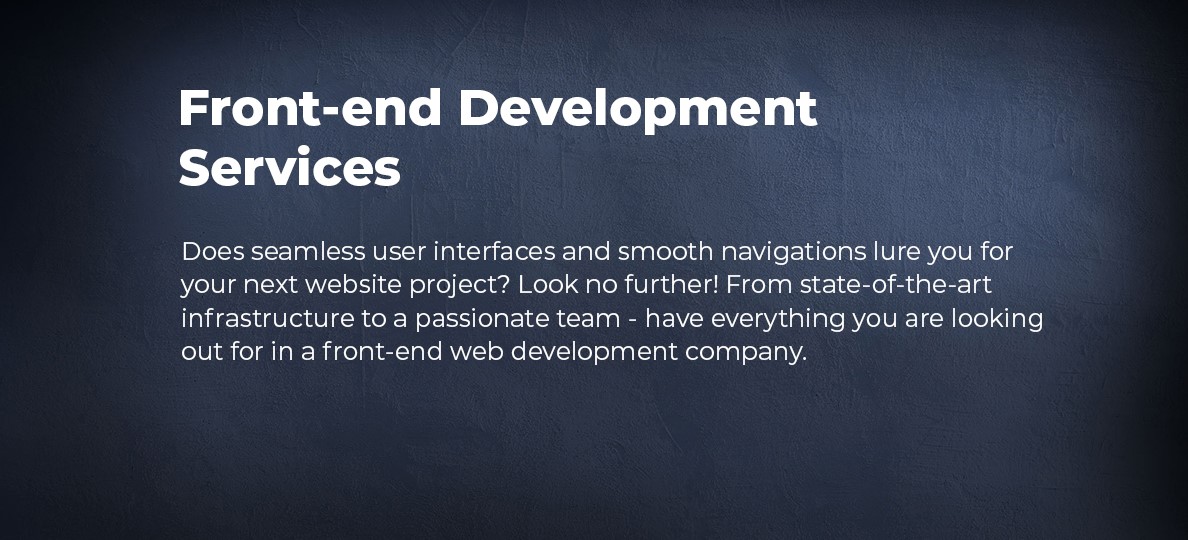 Front-end Development
Services
Does seamless user interfaces and smooth navigations lure you for
your next website project? Look no further! From state-of-the-art
infrastructure to a passionate team - have everything you are looking
out for in a front-end web development company.